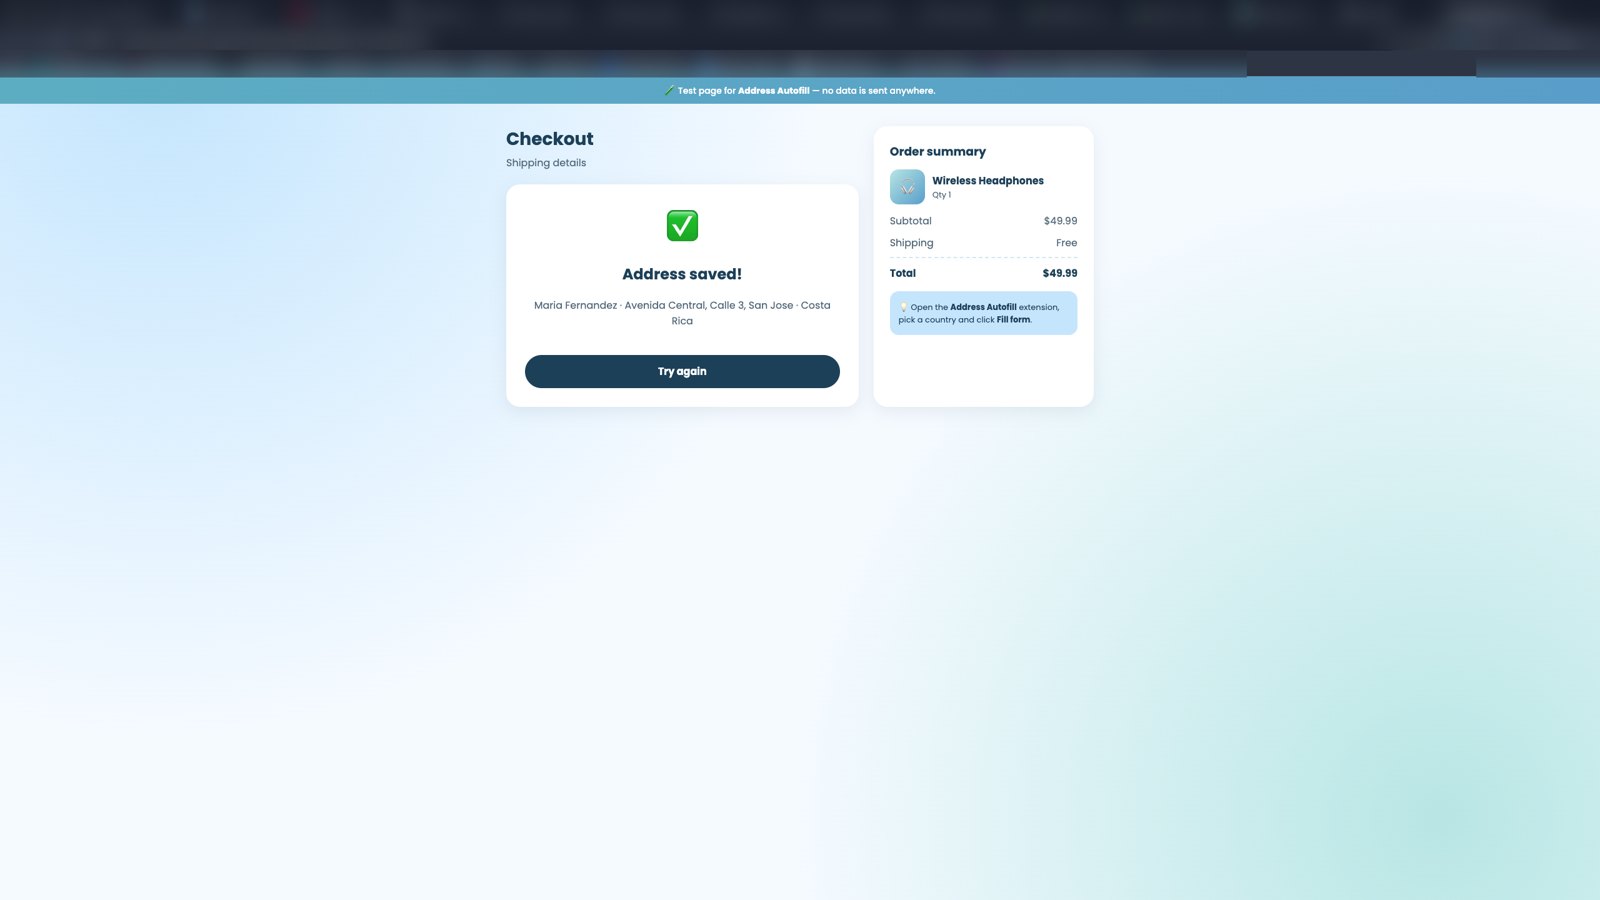 Test page for Address Autofill — no data is sent anywhere.
Checkout
Shipping details
Address saved!
Maria Fernandez · Avenida Central, Calle 3, San Jose · Costa
Rica
Try again
Order summary
Wireless Headphones
Qty 1
Subtotal $49.99
Shipping Free
Total $49.99
Open the Address Autofill extension,
pick a country and click Fill form.